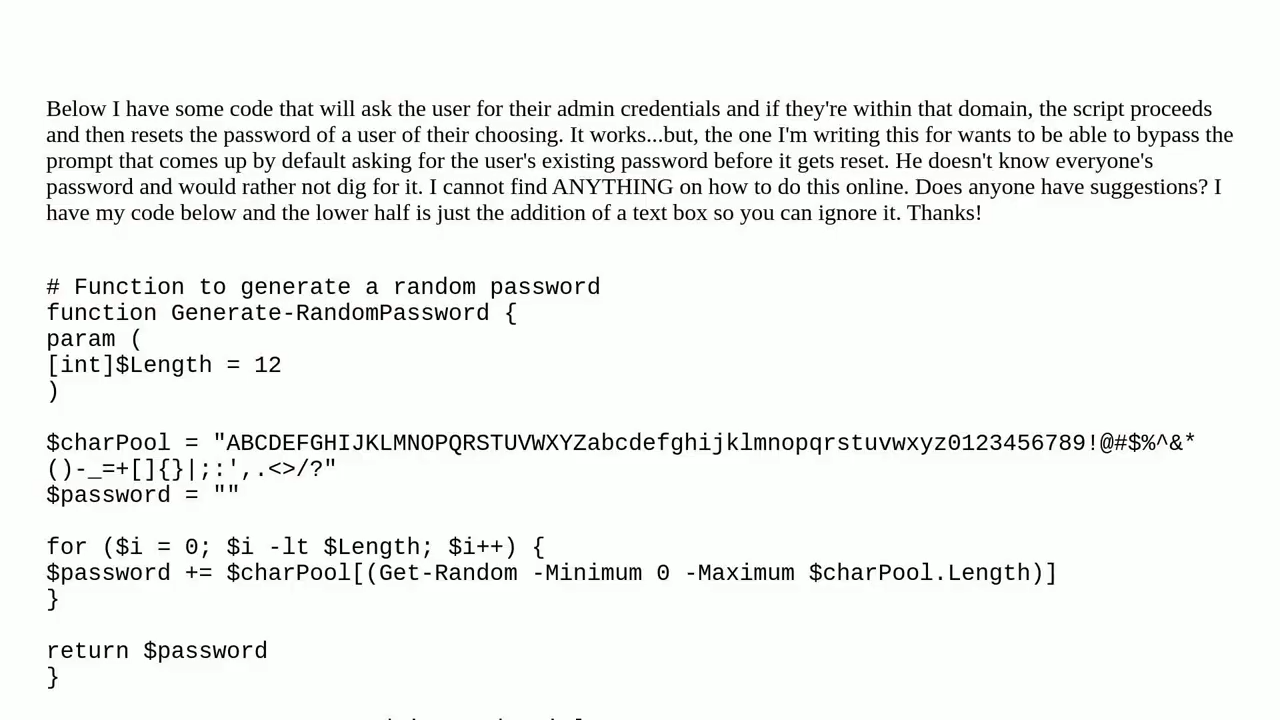 Below I have some code that will ask the user for their admin credentials and if they're within that domain, the script proceeds
and then resets the password of a user of their choosing. It works...but, the one I'm writing this for wants to be able to bypass the
prompt that comes up by default asking for the user's existing password before it gets reset. He doesn't know everyone's
password and would rather not dig for it. I cannot find ANYTHING on how to do this online. Does anyone have suggestions? I
have my code below and the lower half is just the addition of a text box so you can ignore it. Thanks!
# Function to generate a random password
function Generate-RandomPassword {
param (
[int]$Length = 12
)
$charPool = "ABCDEFGHIJKLMNOPQRSTUVWXYZabcdefghijklmnopqrstuvwxyz0123456789!@#$%^&*
()-_=+[]{}|;:',.<>/?"
$password = ""
for ($i = 0; $i -lt $Length; $i++) {
$password += $charPool[(Get-Random -Minimum 0 -Maximum $charPool.Length)]
}
return $password
}